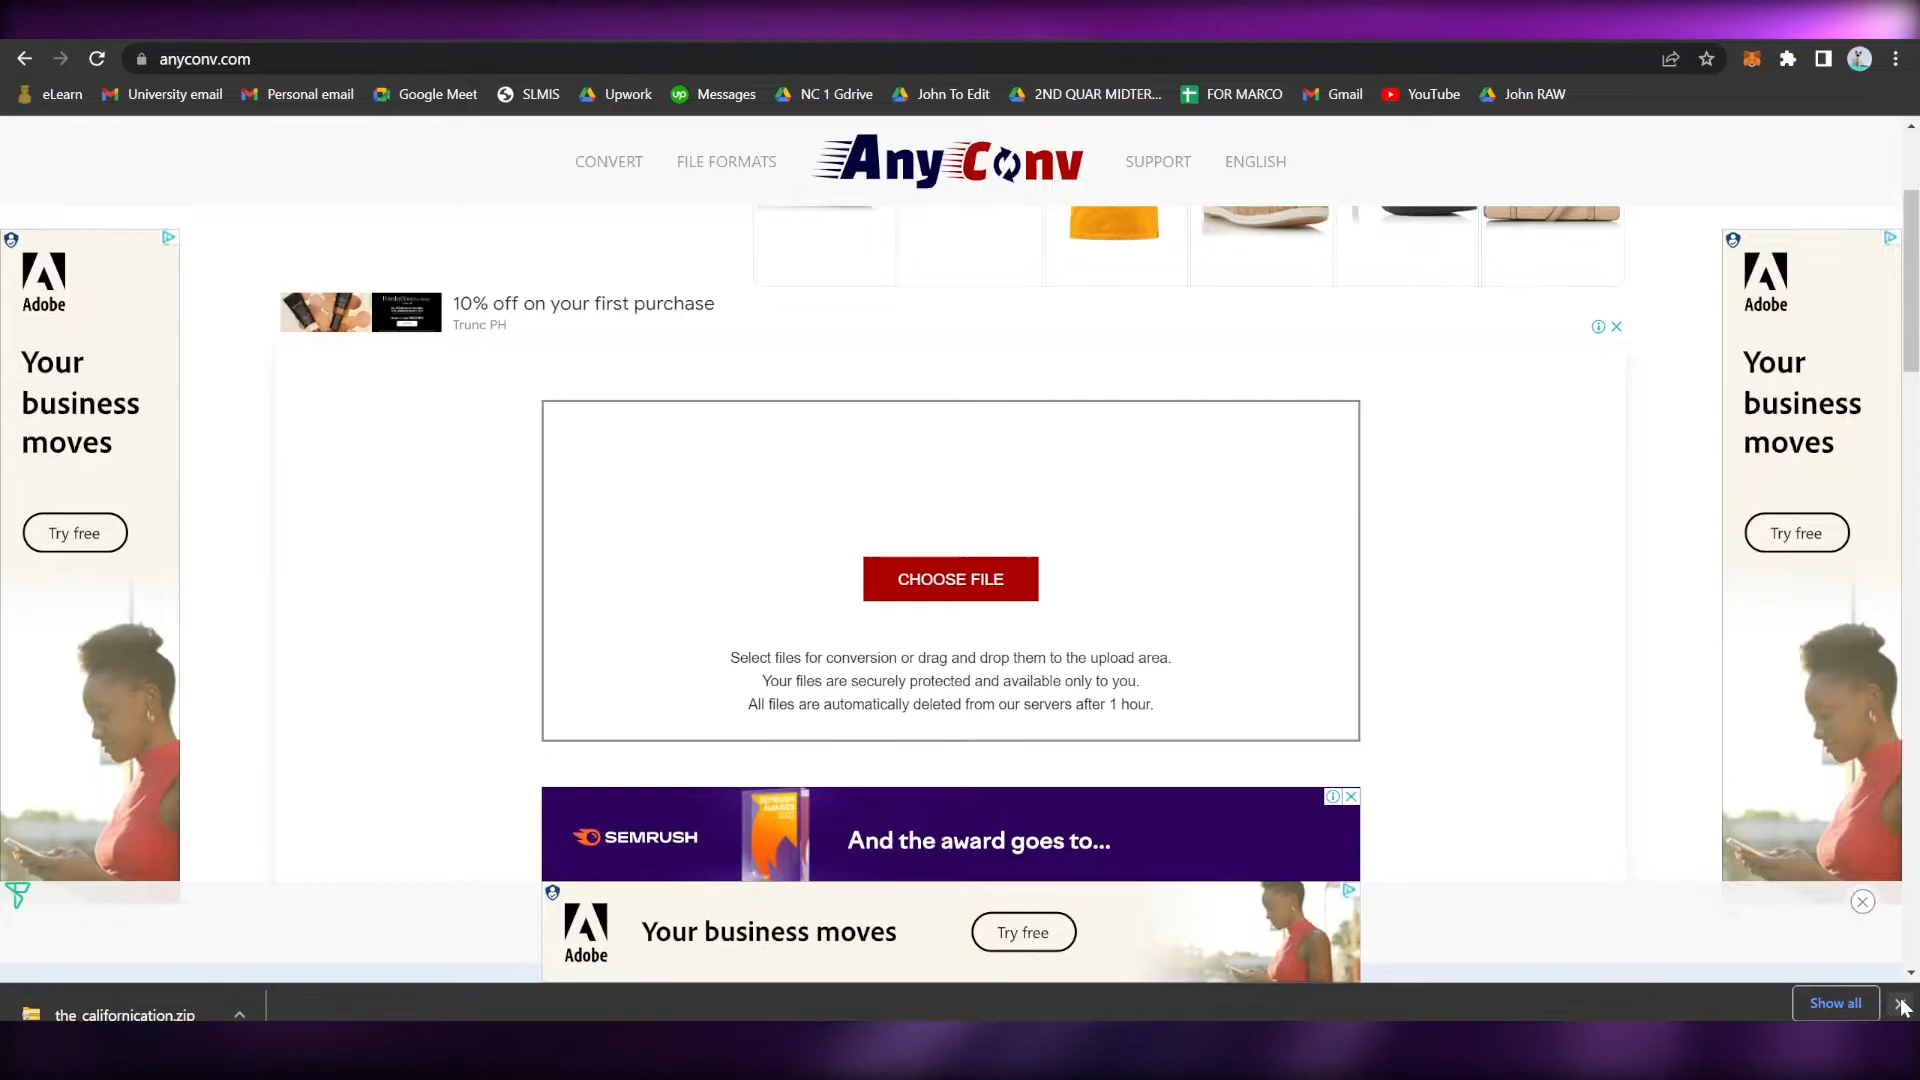 anyconv.com
eLearn University email Personal email Google Meet SLMIS Upwork Messages NC 1 Gdrive John To Edit 2ND QUAR MIDTER... FOR MARCO Gmail YouTube John RAW
CONVERT FILE FORMATS AnyConv SUPPORT ENGLISH
10% off on your first purchase
Trunc PH
Adobe
Your
business
moves
Try free
Adobe
Your
business
moves
Try free
CHOOSE FILE
Select files for conversion or drag and drop them to the upload area.
Your files are securely protected and available only to you.
All files are automatically deleted from our servers after 1 hour.
SEMRUSH And the award goes to...
Adobe Your business moves Try free
the californication.zip Show all